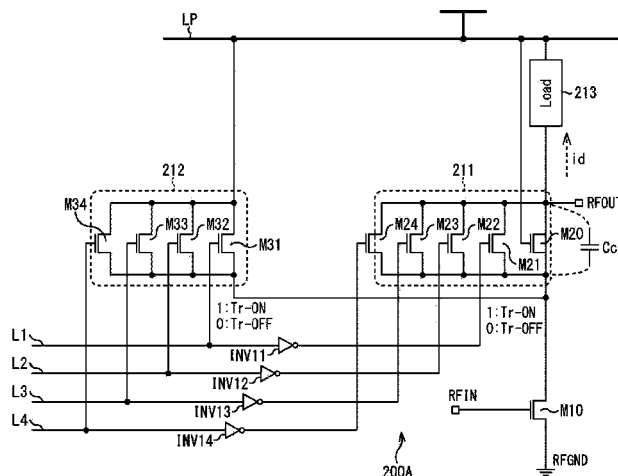 LP
Load
213
id
212
211
RFOUT
M34
M33
M32
M31
M24
M23
M22
M21
M20
Cc
1:Tr-ON
0:Tr-OFF
1:Tr-ON
0:Tr-OFF
L1
INV11
L2
INV12
L3
INV13
L4
INV14
RFIN
M10
RFGND
200A